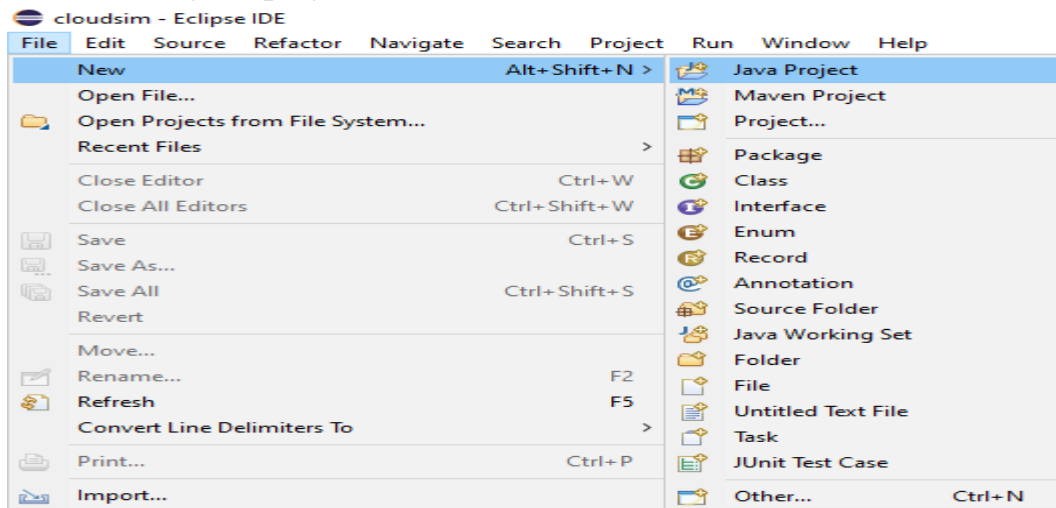 cloudsim - Eclipse IDE
File Edit Source Refactor Navigate Search Project Run Window Help
New Alt+Shift+N >
Open File...
Open Projects from File System...
Recent Files >
Close Editor Ctrl+W
Close All Editors Ctrl+Shift+W
Save Ctrl+S
Save As...
Save All Ctrl+Shift+S
Revert
Move...
Rename... F2
Refresh F5
Convert Line Delimiters To >
Print... Ctrl+P
Import...
Java Project
Maven Project
Project...
Package
Class
Interface
Enum
Record
Annotation
Source Folder
Java Working Set
Folder
File
Untitled Text File
Task
JUnit Test Case
Other... Ctrl+N